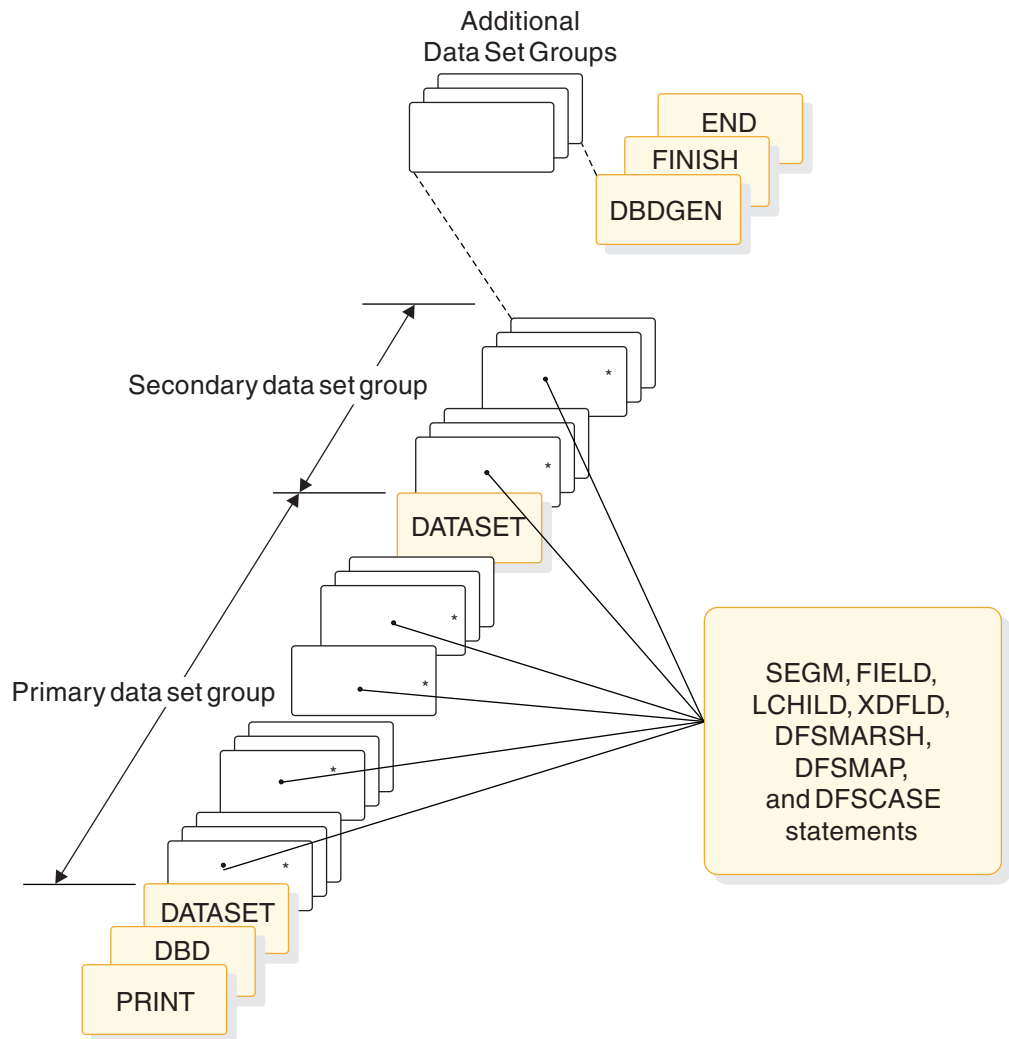 Additional
Data Set Groups
END
FINISH
DBDGEN
Secondary data set group
*
*
DATASET
*
Primary data set group
*
SEGM, FIELD,
LCHILD, XDFLD,
DFSMARSH,
DFSMAP,
and DFSCASE
statements
*
*
DATASET
DBD
PRINT